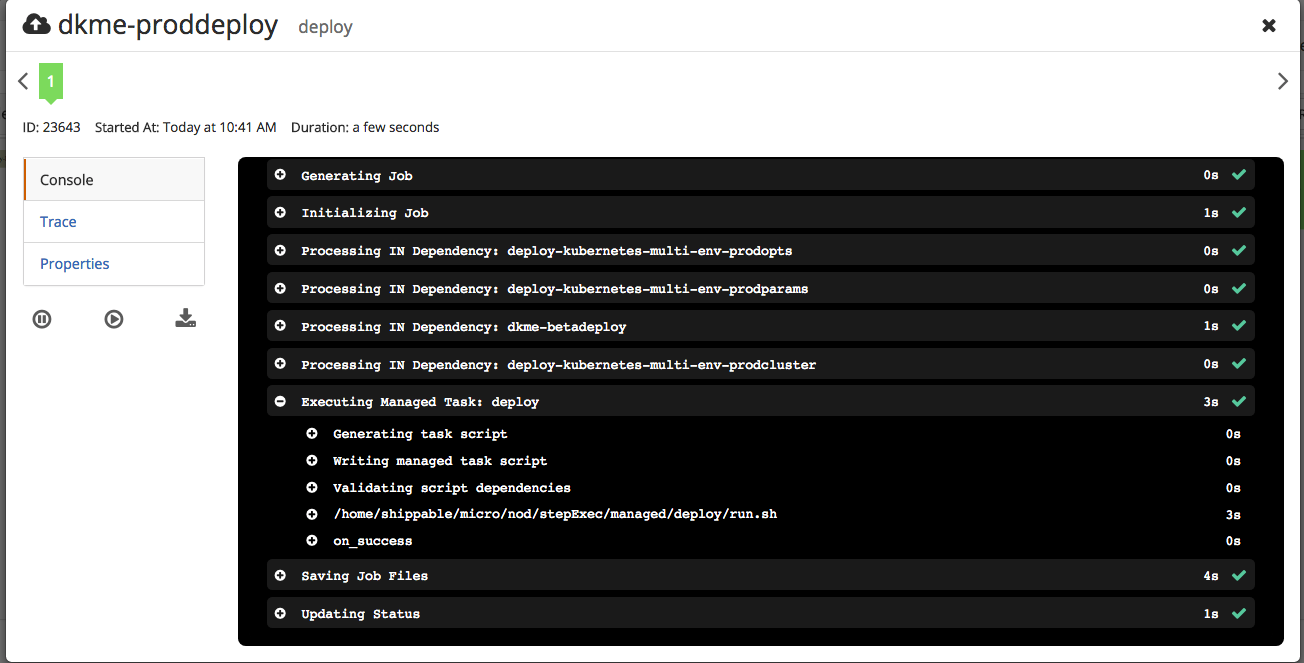 dkme-proddeploy deploy
1
ID: 23643 Started At: Today at 10:41 AM Duration: a few seconds
Console
Trace
Properties
Generating Job 0s
Initializing Job 1s
Processing IN Dependency: deploy-kubernetes-multi-env-prodopts 0s
Processing IN Dependency: deploy-kubernetes-multi-env-prodparams 0s
Processing IN Dependency: dkme-betadeploy 1s
Processing IN Dependency: deploy-kubernetes-multi-env-prodcluster 0s
Executing Managed Task: deploy 3s
Generating task script 0s
Writing managed task script 0s
Validating script dependencies 0s
/home/shippable/micro/nod/stepExec/managed/deploy/run.sh 3s
on_success 0s
Saving Job Files 4s
Updating Status 1s